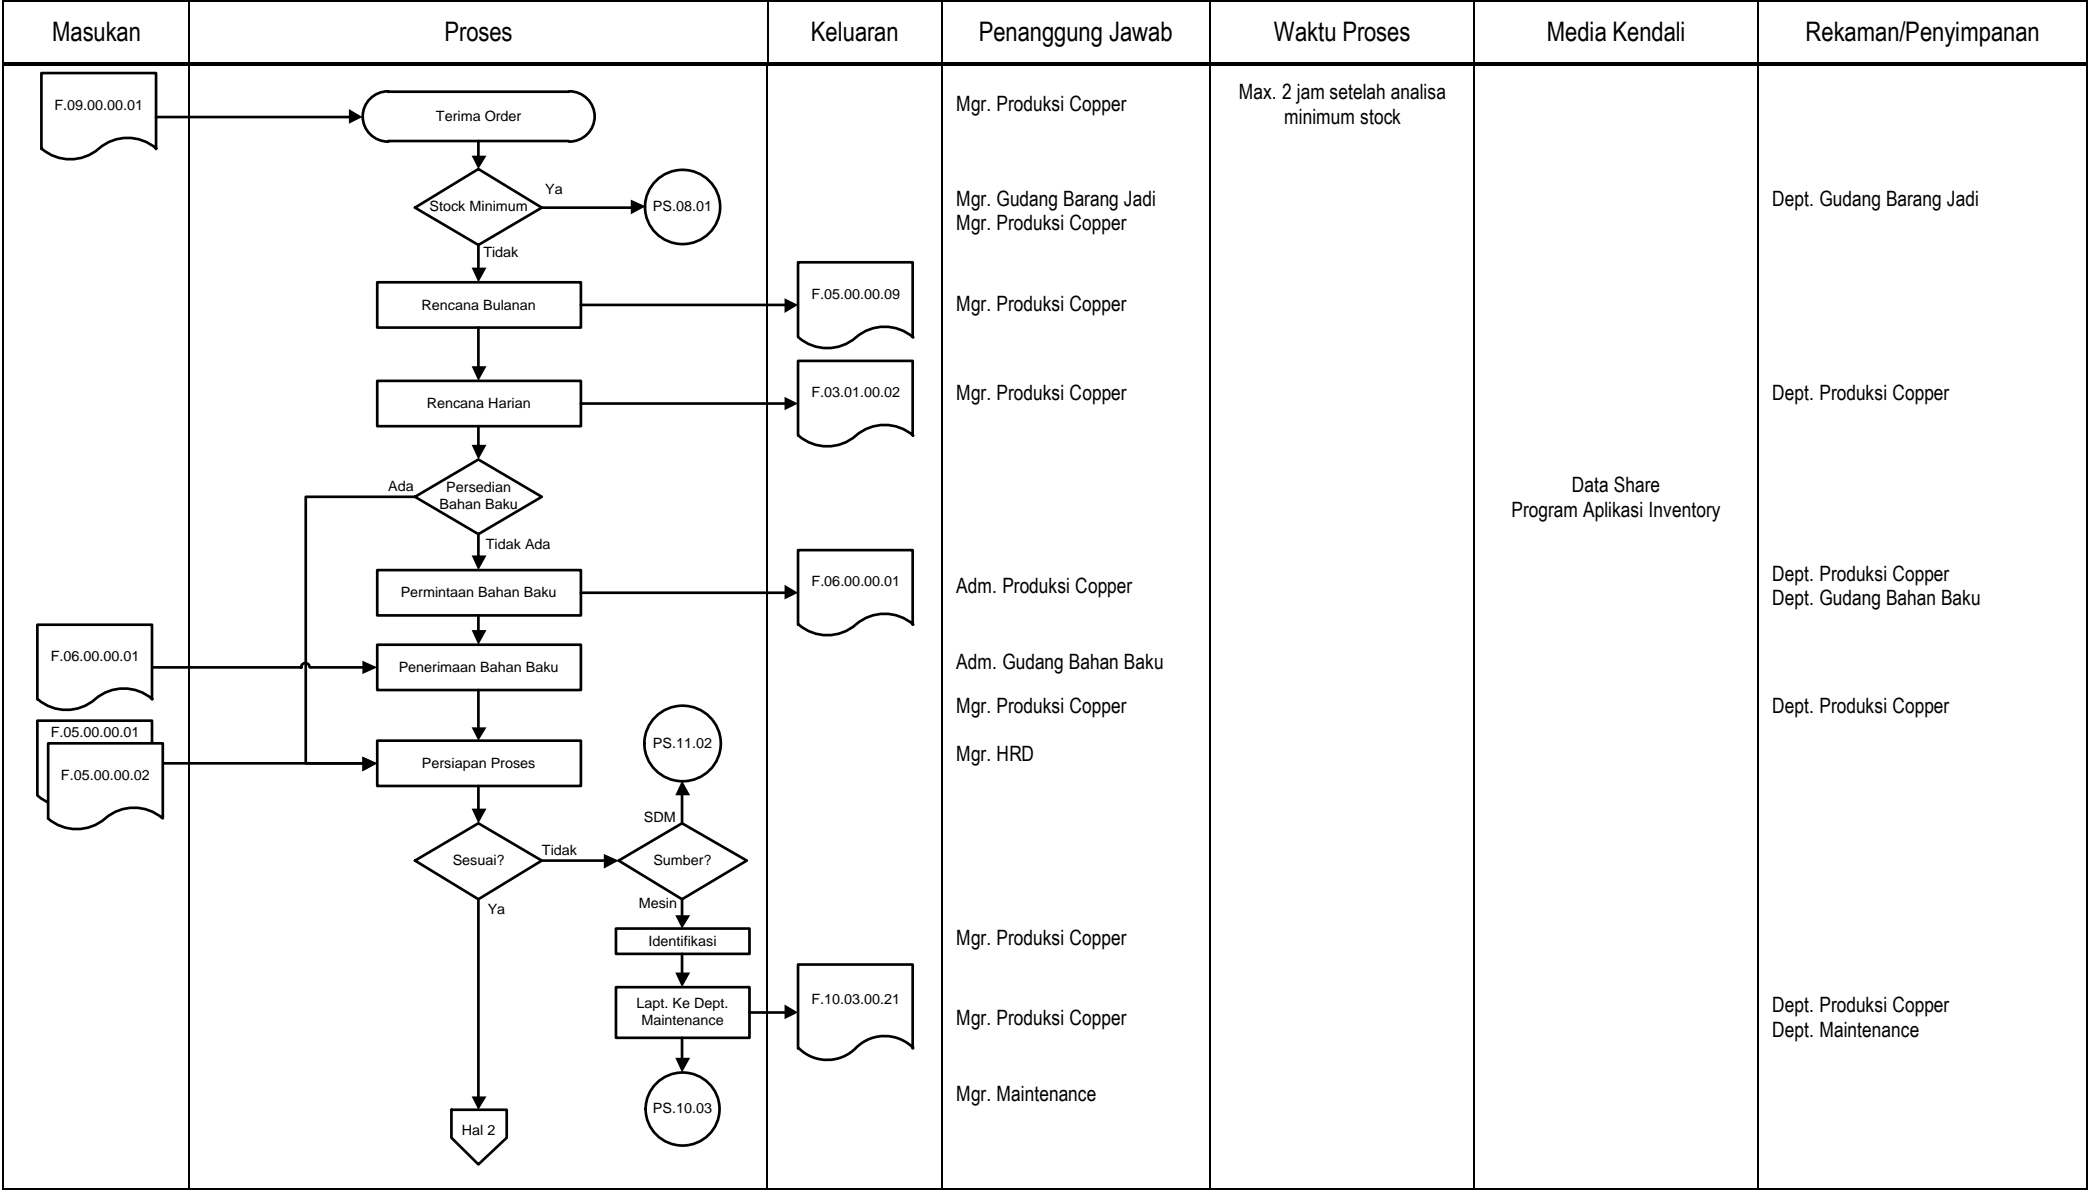 Masukan
Proses
Keluaran
Penanggung Jawab
Waktu Proses
Media Kendali
Rekaman/Penyimpanan
F.09.00.00.01
Terima Order
Mgr. Produksi Copper
Max. 2 jam setelah analisa
minimum stock
Stock Minimum
Ya
PS.08.01
Mgr. Gudang Barang Jadi
Mgr. Produksi Copper
Dept. Gudang Barang Jadi
Tidak
Rencana Bulanan
F.05.00.00.09
Mgr. Produksi Copper
Rencana Harian
F.03.01.00.02
Mgr. Produksi Copper
Dept. Produksi Copper
Ada
Persedian
Bahan Baku
Data Share
Program Aplikasi Inventory
Tidak Ada
Permintaan Bahan Baku
F.06.00.00.01
Adm. Produksi Copper
Dept. Produksi Copper
Dept. Gudang Bahan Baku
F.06.00.00.01
Penerimaan Bahan Baku
Adm. Gudang Bahan Baku
Mgr. Produksi Copper
Dept. Produksi Copper
F.05.00.00.01
F.05.00.00.02
Persiapan Proses
PS.11.02
Mgr. HRD
SDM
Sesuai?
Tidak
Sumber?
Ya
Mesin
Identifikasi
Mgr. Produksi Copper
Lapt. Ke Dept.
Maintenance
F.10.03.00.21
Mgr. Produksi Copper
Dept. Produksi Copper
Dept. Maintenance
PS.10.03
Mgr. Maintenance
Hal 2